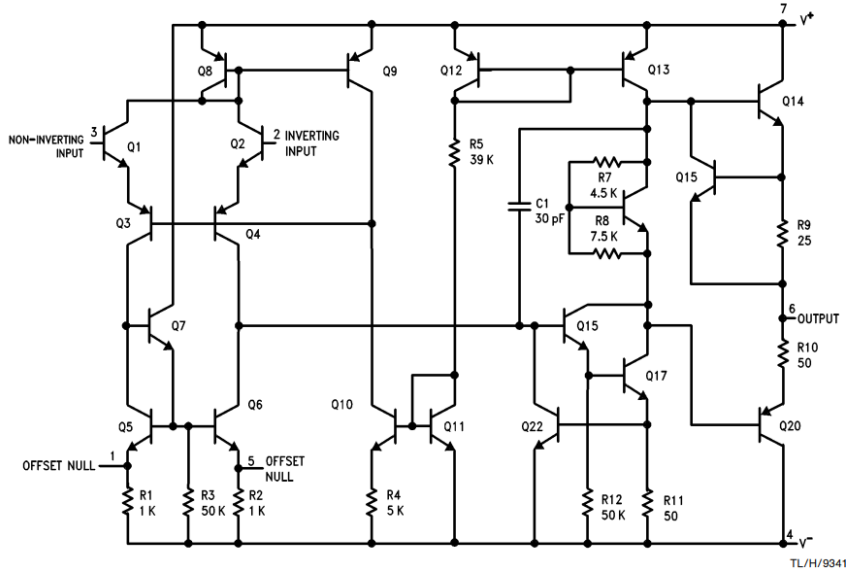 7
V+
Q8
Q9
Q12
Q13
Q14
3
NON-INVERTING
INPUT
Q1
Q2
2 INVERTING
INPUT
R5
39 K
R7
4.5 K
Q15
C1
30 pF
R8
7.5 K
Q3
Q4
R9
25
Q7
6
OUTPUT
Q15
R10
50
Q17
Q5
Q6
Q10
Q11
Q22
Q20
OFFSET NULL
1
5
OFFSET
NULL
R1
1 K
R3
50 K
R2
1 K
R4
5 K
R12
50 K
R11
50
4
V−
TL/H/9341